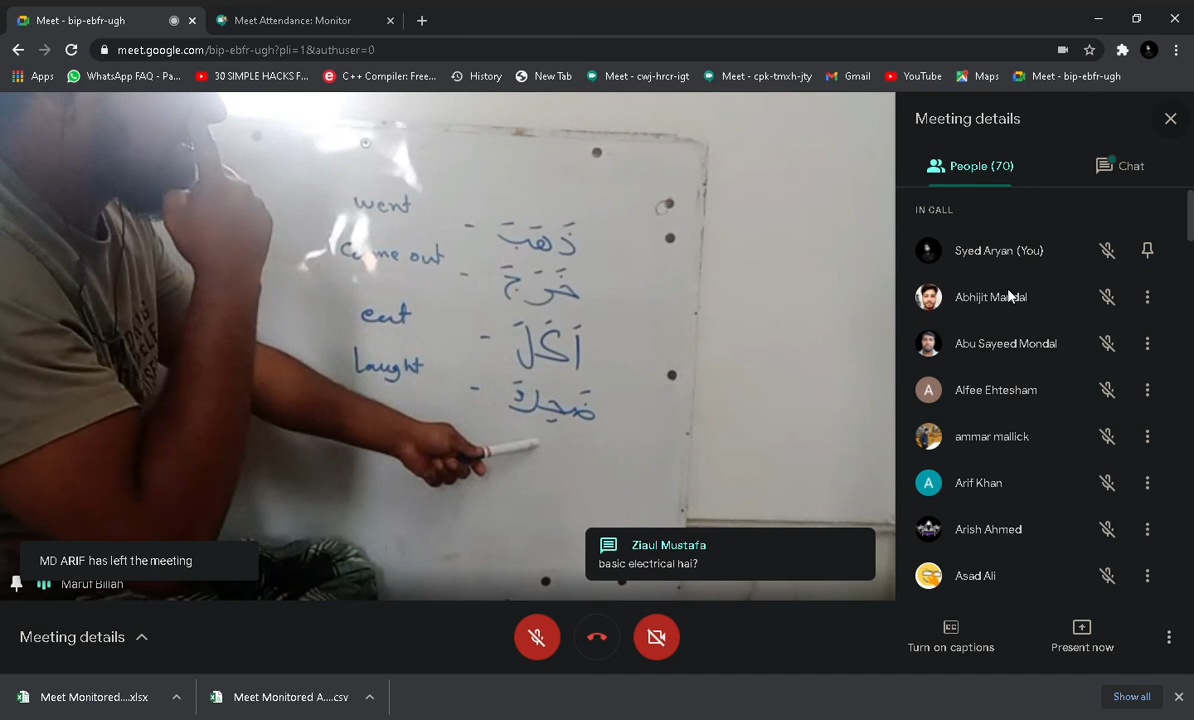 Meet - bip-ebfr-ugh
Meet Attendance: Monitor
meet.google.com/bip-ebfr-ugh?pli=1&authuser=0
Apps
WhatsApp FAQ - Pa...
30 SIMPLE HACKS F...
C++ Compiler: Free...
History
New Tab
Meet - cwj-hrcr-igt
Meet - cpk-tmxh-jty
Gmail
YouTube
Maps
Meet - bip-ebfr-ugh
went - ذَهَبَ
come out - خَرَجَ
eat - اَكَلَ
laught - ضَحِكَ
MD ARIF has left the meeting
Maruf Billah
Ziaul Mustafa
basic electrical hai?
Meeting details
People (70)
Chat
IN CALL
Syed Aryan (You)
Abhijit Mandal
Abu Sayeed Mondal
A Alfee Ehtesham
ammar mallick
A Arif Khan
Arish Ahmed
Asad Ali
Meeting details
Turn on captions
Present now
Meet Monitored....xlsx
Meet Monitored A....csv
Show all